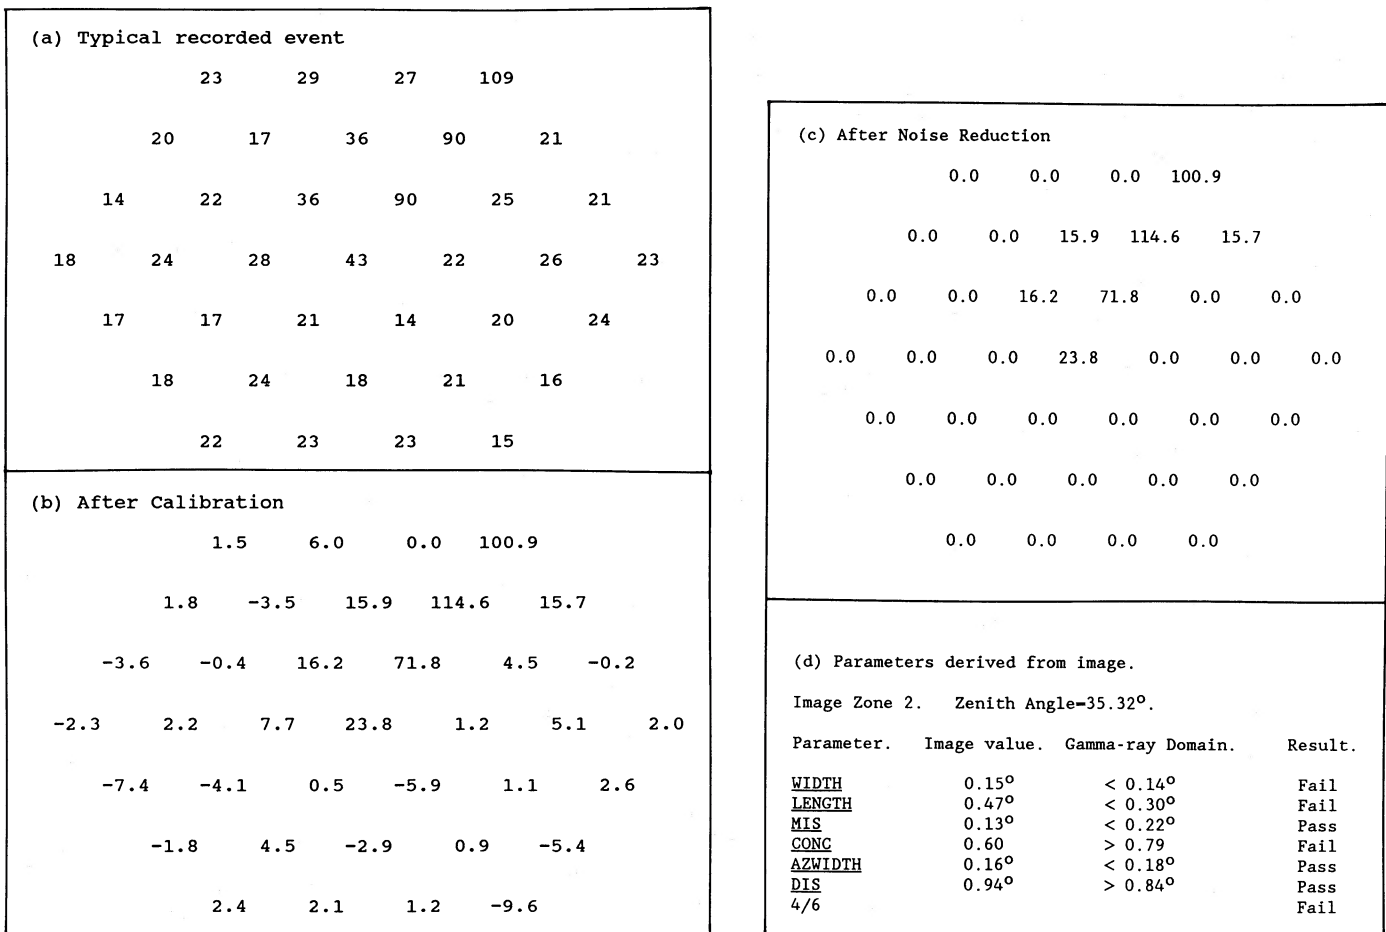 (a) Typical recorded event
23 29 27 109
20 17 36 90 21
14 22 36 90 25 21
18 24 28 43 22 26 23
17 17 21 14 20 24
18 24 18 21 16
22 23 23 15
(b) After Calibration
1.5 6.0 0.0 100.9
1.8 -3.5 15.9 114.6 15.7
-3.6 -0.4 16.2 71.8 4.5 -0.2
-2.3 2.2 7.7 23.8 1.2 5.1 2.0
-7.4 -4.1 0.5 -5.9 1.1 2.6
-1.8 4.5 -2.9 0.9 -5.4
2.4 2.1 1.2 -9.6
(c) After Noise Reduction
0.0 0.0 0.0 100.9
0.0 0.0 15.9 114.6 15.7
0.0 0.0 16.2 71.8 0.0 0.0
0.0 0.0 0.0 23.8 0.0 0.0 0.0
0.0 0.0 0.0 0.0 0.0 0.0
0.0 0.0 0.0 0.0 0.0
0.0 0.0 0.0 0.0
(d) Parameters derived from image.
Image Zone 2. Zenith Angle=35.32°.
Parameter. Image value. Gamma-ray Domain. Result.
WIDTH 0.15° < 0.14° Fail
LENGTH 0.47° < 0.30° Fail
MIS 0.13° < 0.22° Pass
CONC 0.60 > 0.79 Fail
AZWIDTH 0.16° < 0.18° Pass
DIS 0.94° > 0.84° Pass
4/6 Fail